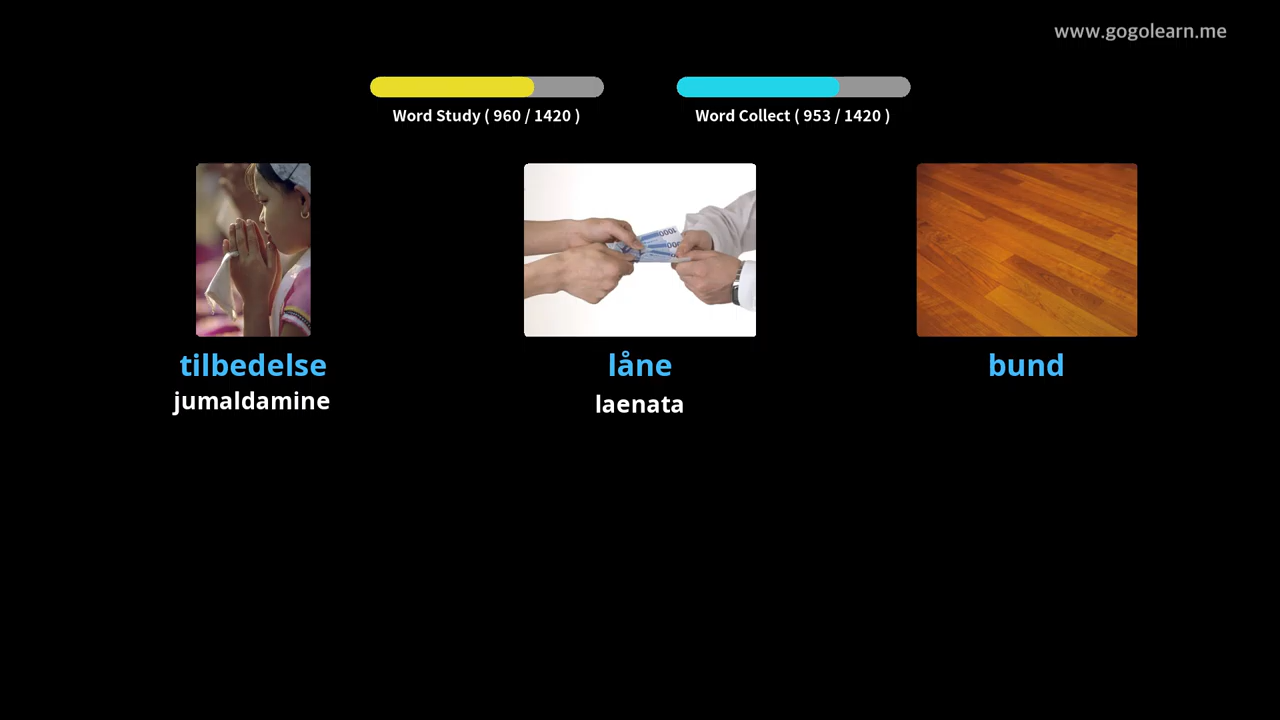 www.gogolearn.me
Word Study ( 960 / 1420 )
Word Collect ( 953 / 1420 )
tilbedelse
jumaldamine
låne
laenata
bund